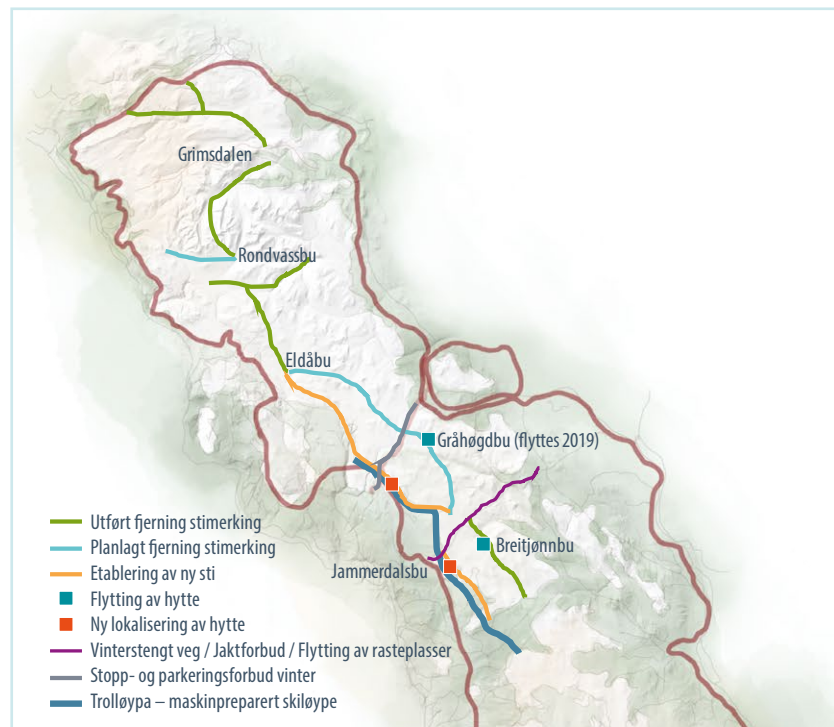 Grimsdalen
Rondvassbu
Eldåbu
Gråhøgdbu (flyttes 2019)
Breitjønnbu
Jammerdalsbu
Utført fjerning stimerking
Planlagt fjerning stimerking
Etablering av ny sti
Flytting av hytte
Ny lokalisering av hytte
Vinterstengt veg / Jaktforbud / Flytting av rasteplasser
Stopp- og parkeringsforbud vinter
Trolløypa – maskinpreparert skiløype